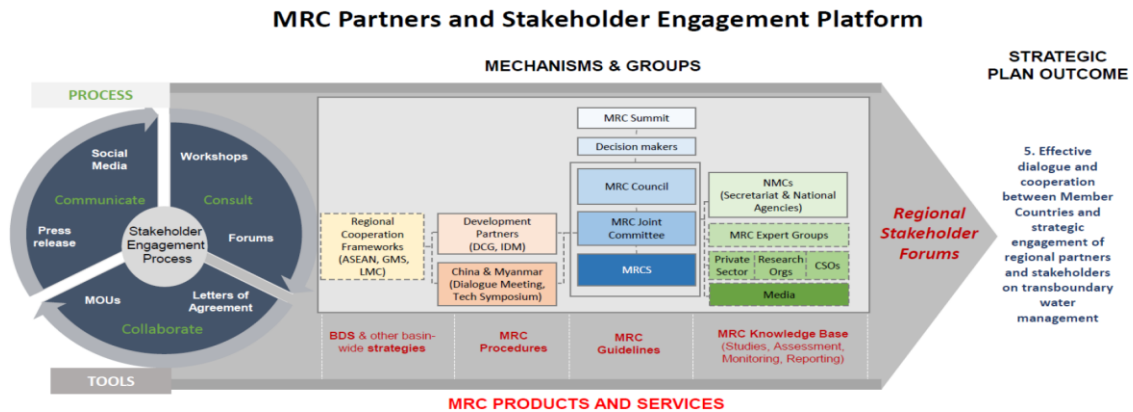 MRC Partners and Stakeholder Engagement Platform
PROCESS
Social
Media
Workshops
Communicate
Consult
Press
release
Stakeholder
Engagement
Process
Forums
MOUs
Letters of
Agreement
Collaborate
TOOLS
MECHANISMS & GROUPS
MRC Summit
Decision makers
MRC Council
MRC Joint
Committee
MRCS
Regional
Cooperation
Frameworks
(ASEAN, GMS,
LMC)
Development
Partners
(DCG, IDM)
China & Myanmar
(Dialogue Meeting,
Tech Symposium)
NMCs
(Secretariat & National
Agencies)
MRC Expert Groups
Private
Sector
Research
Orgs
CSOs
Media
BDS & other basin-
wide strategies
MRC
Procedures
MRC
Guidelines
MRC Knowledge Base
(Studies, Assessment,
Monitoring, Reporting)
MRC PRODUCTS AND SERVICES
Regional
Stakeholder
Forums
STRATEGIC
PLAN OUTCOME
5. Effective
dialogue and
cooperation
between Member
Countries and
strategic
engagement of
regional partners
and stakeholders
on transboundary
water
management